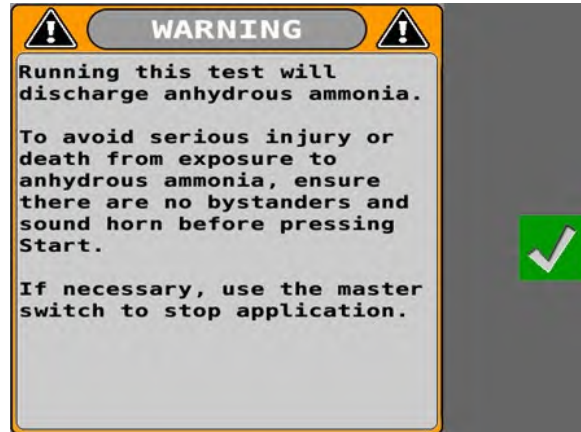 WARNING
Running this test will
discharge anhydrous ammonia.
To avoid serious injury or
death from exposure to
anhydrous ammonia, ensure
there are no bystanders and
sound horn before pressing
Start.
If necessary, use the master
switch to stop application.